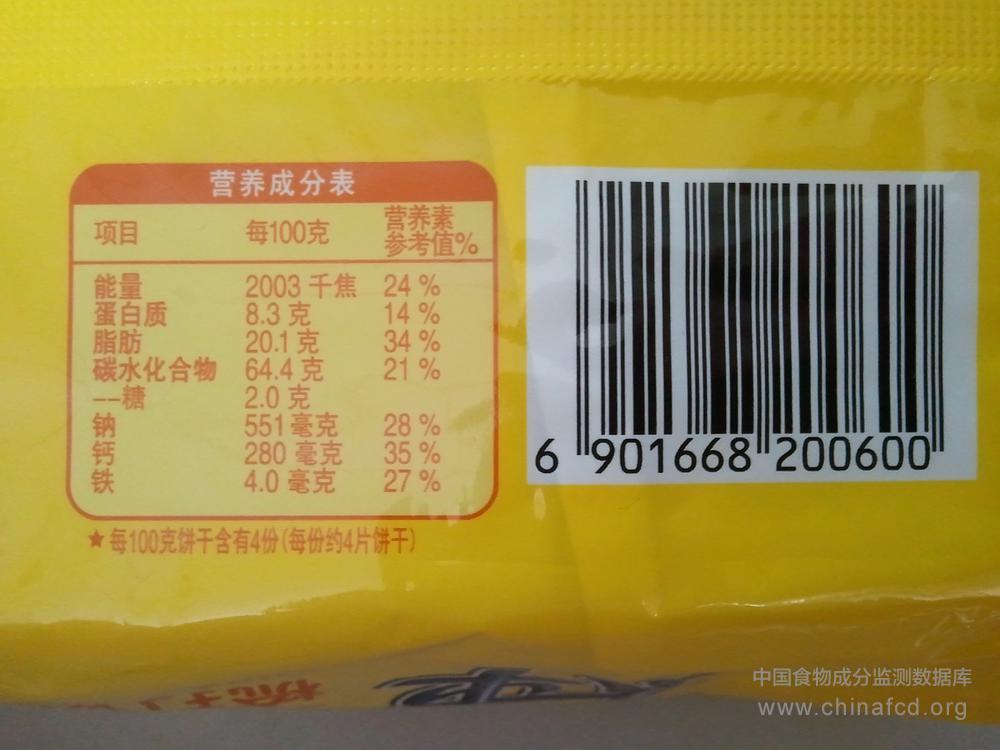 营养成分表
项目 每100克 营养素参考值%
能量 2003 千焦 24 %
蛋白质 8.3 克 14 %
脂肪 20.1 克 34 %
碳水化合物 64.4 克 21 %
--糖 2.0 克
钠 551 毫克 28 %
钙 280 毫克 35 %
铁 4.0 毫克 27 %
★每100克饼干含有4份(每份约4片饼干)
6 901668 200600
中国食物成分监测数据库
www.chinafcd.org